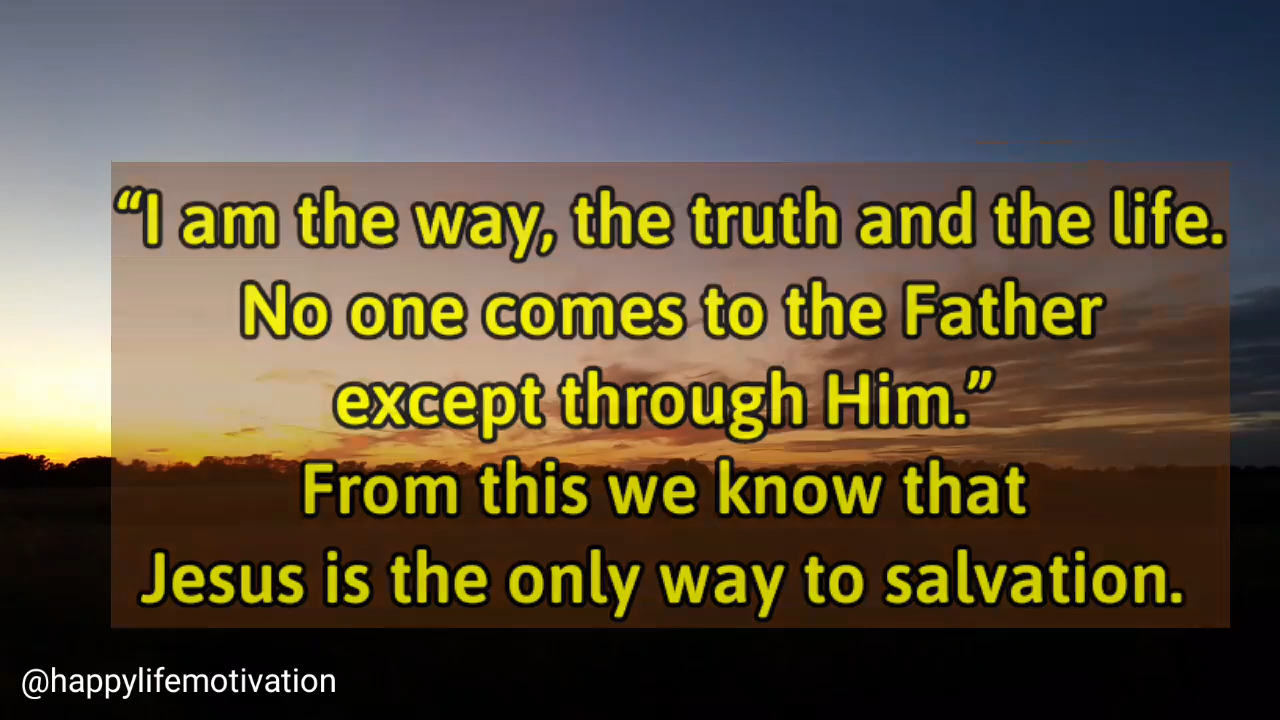 “I am the way, the truth and the life.
No one comes to the Father
except through Him.”
From this we know that
Jesus is the only way to salvation.
@happylifemotivation